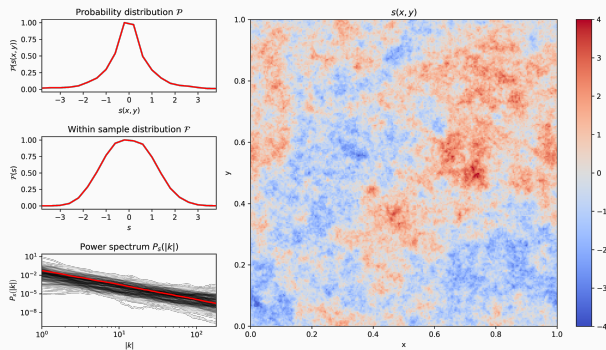 Probability distribution 𝒫
𝒫(s(x, y))
1.00
0.75
0.50
0.25
0.00
−3 −2 −1 0 1 2 3
s(x, y)
Within sample distribution ℱ
1.00
0.75
0.50
0.25
0.00
−3 −2 −1 0 1 2 3
s
Power spectrum Pₛ(|k|)
Pₛ(|k|)
10¹
10⁻²
10⁻⁵
10⁻⁸
10⁰ 10¹ 10²
|k|
s(x, y)
y
1.0
0.8
0.6
0.4
0.2
0.0
0.0 0.2 0.4 0.6 0.8 1.0
x
4
3
2
1
0
−1
−2
−3
−4